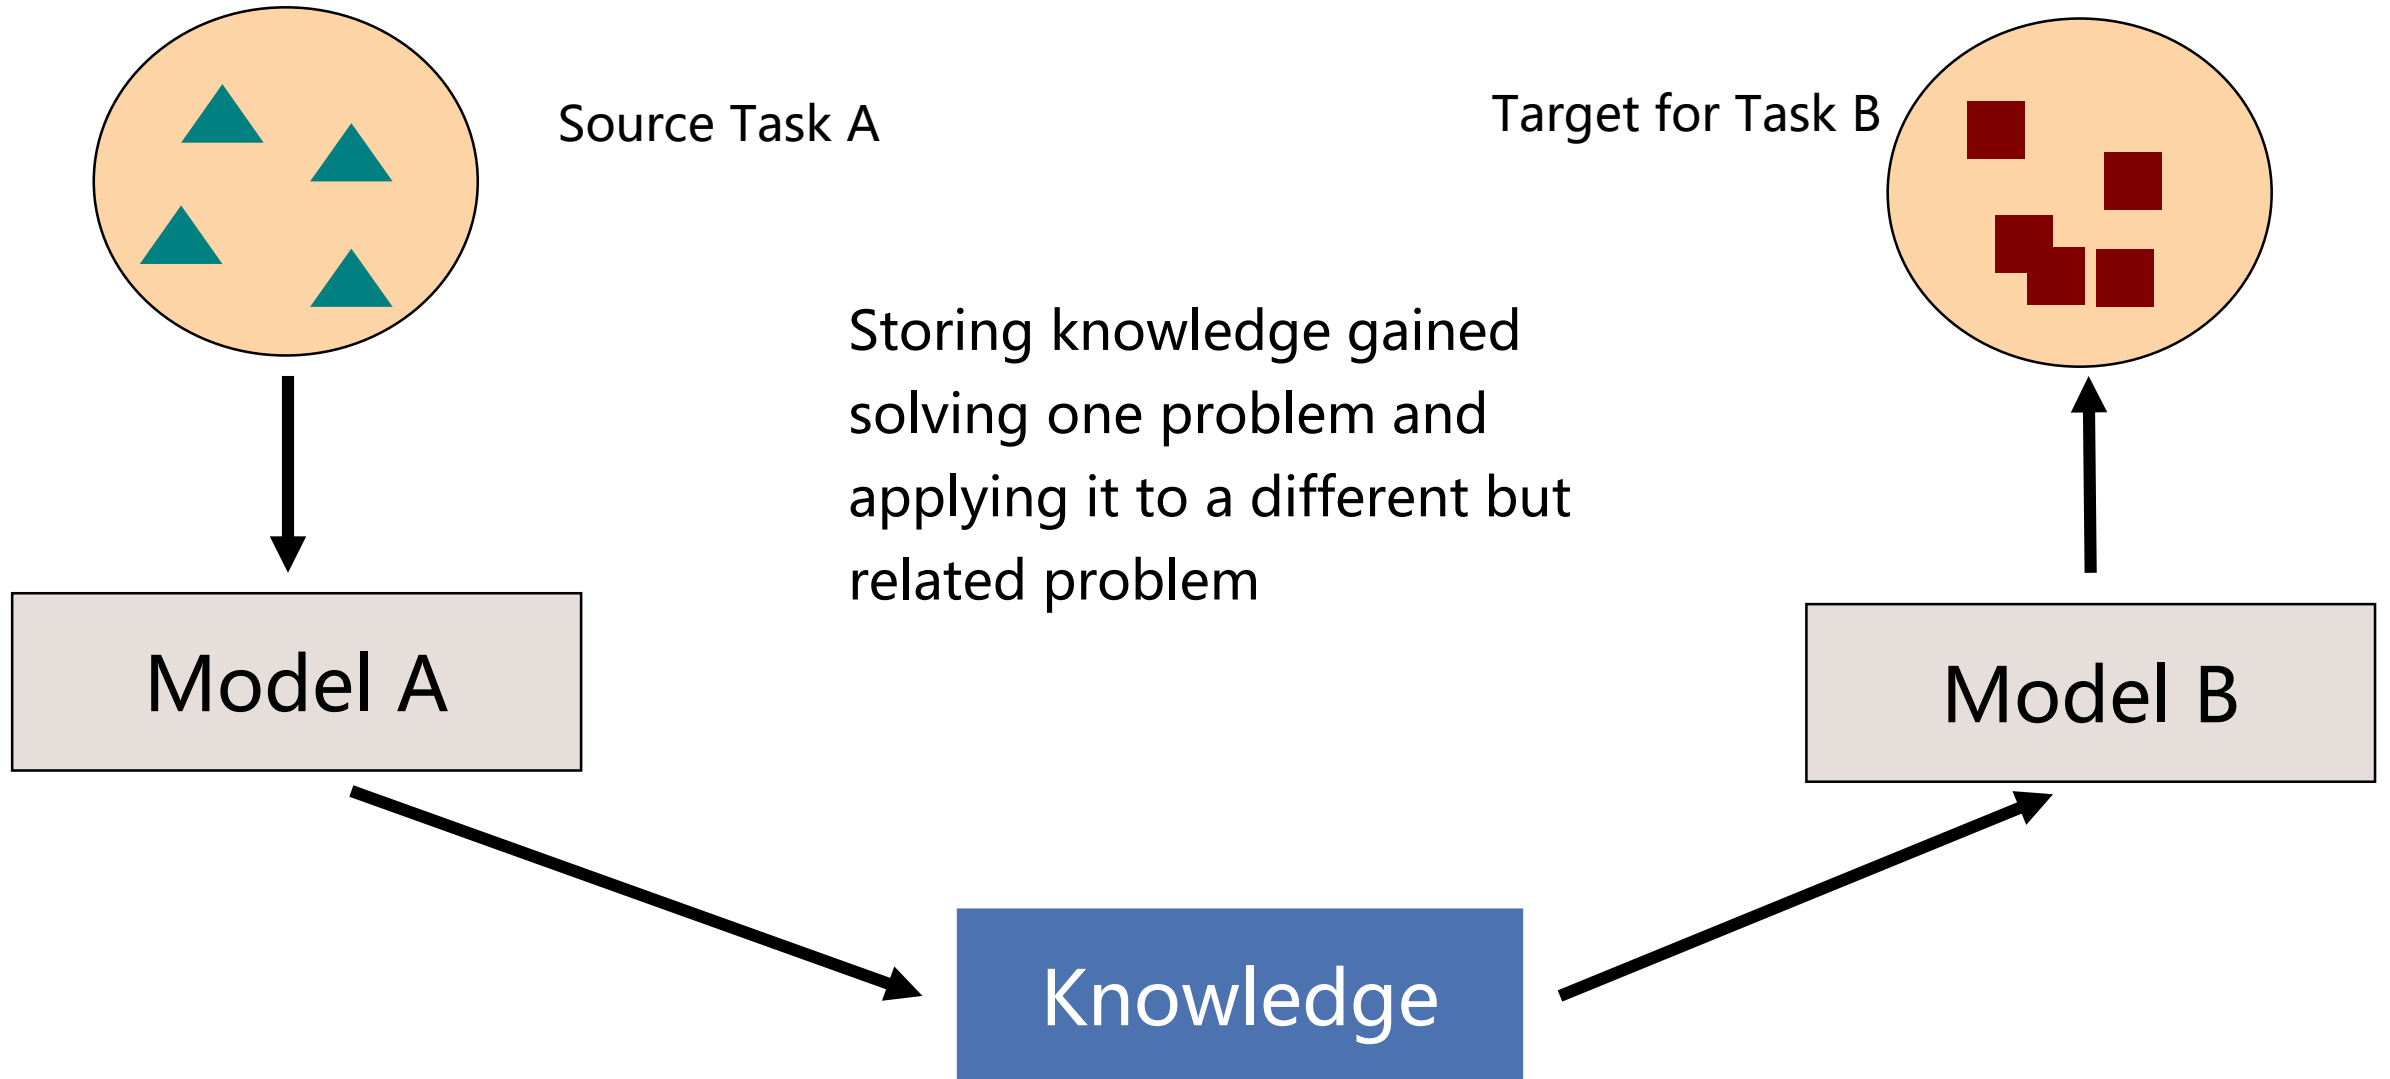 Source Task A
Target for Task B
Storing knowledge gained
solving one problem and
applying it to a different but
related problem
Model A
Model B
Knowledge